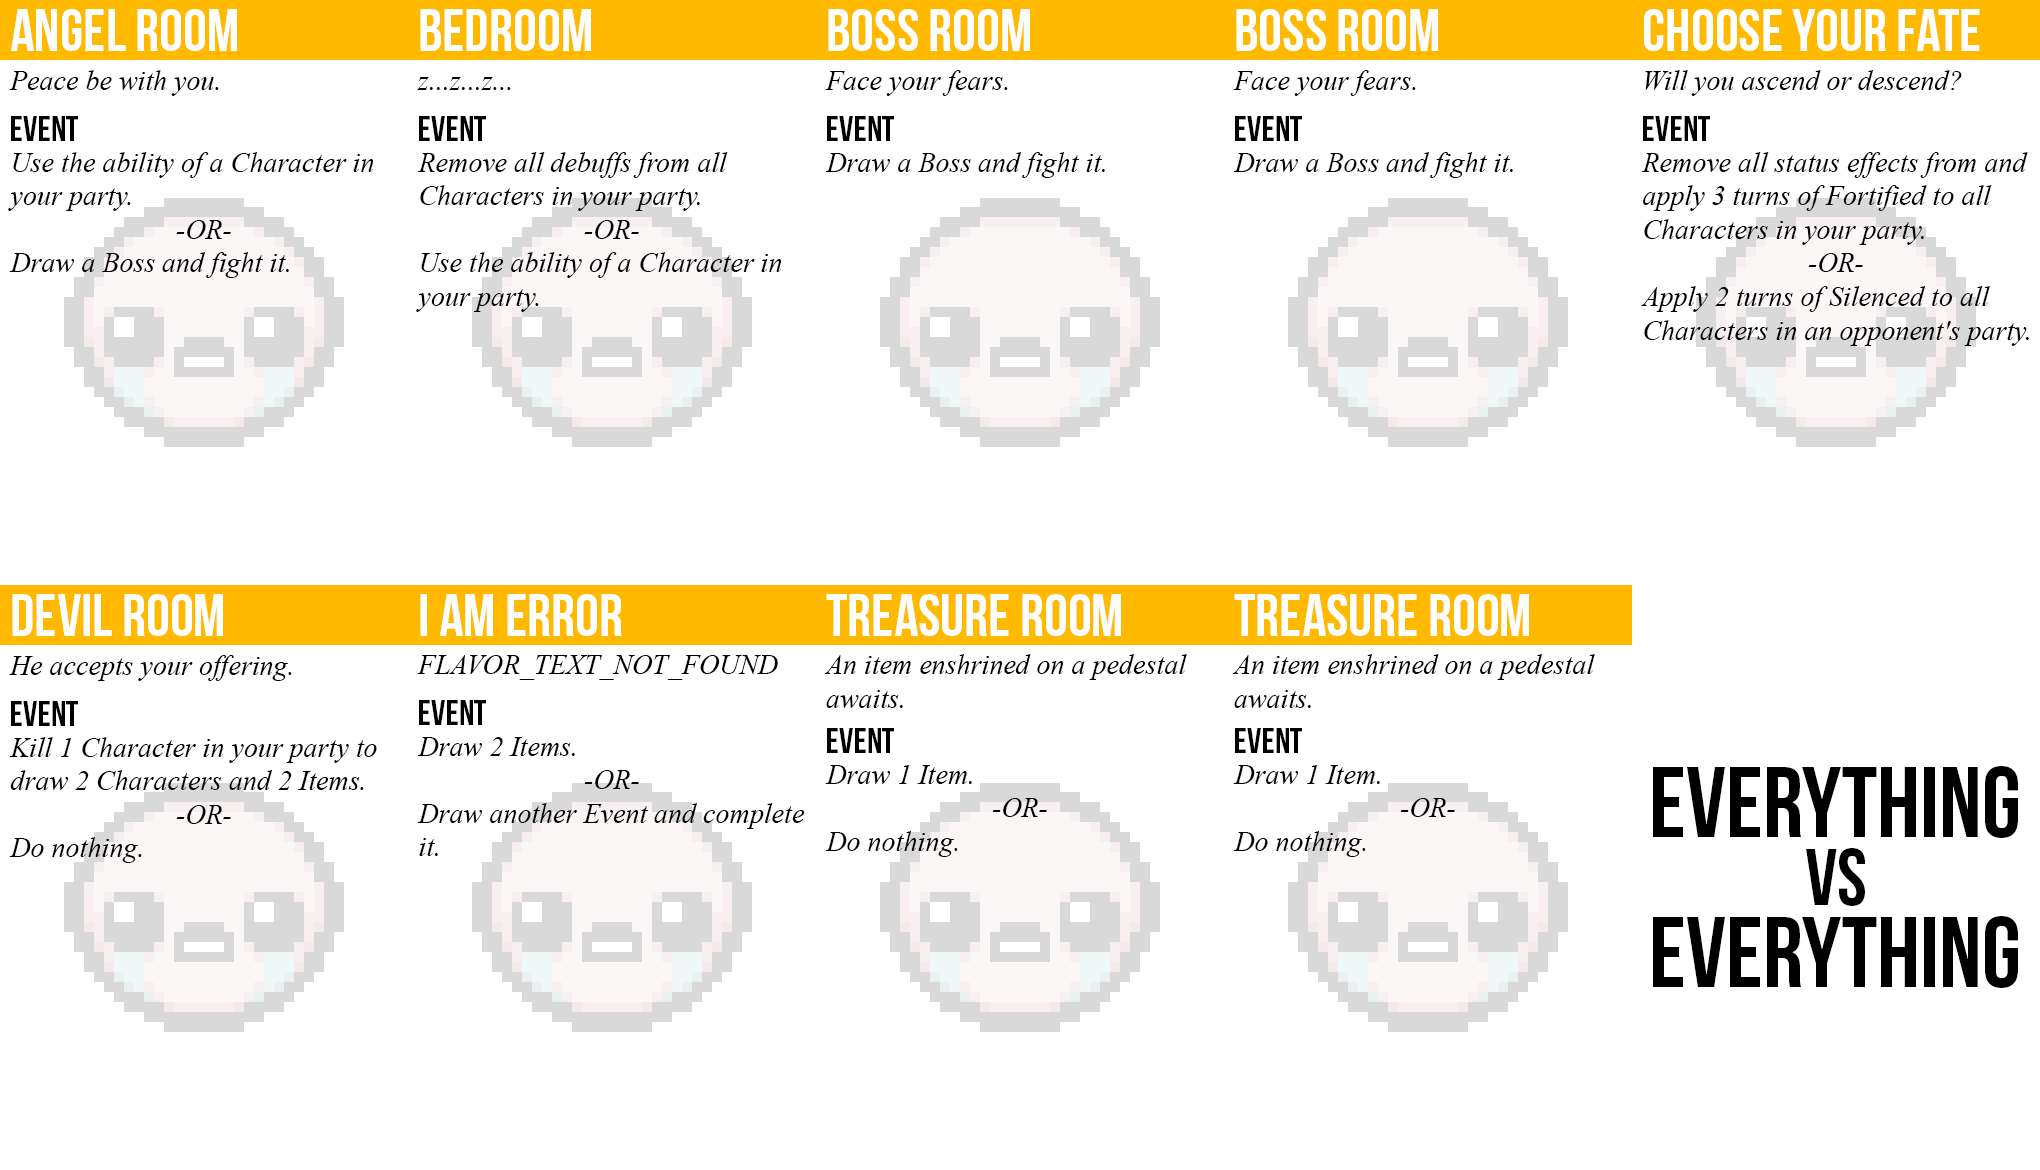 ANGEL ROOM
Peace be with you.
EVENT
Use the ability of a Character in
your party.
-OR-
Draw a Boss and fight it.
BEDROOM
z...z...z...
EVENT
Remove all debuffs from all
Characters in your party.
-OR-
Use the ability of a Character in
your party.
BOSS ROOM
Face your fears.
EVENT
Draw a Boss and fight it.
BOSS ROOM
Face your fears.
EVENT
Draw a Boss and fight it.
CHOOSE YOUR FATE
Will you ascend or descend?
EVENT
Remove all status effects from and
apply 3 turns of Fortified to all
Characters in your party.
-OR-
Apply 2 turns of Silenced to all
Characters in an opponent's party.
DEVIL ROOM
He accepts your offering.
EVENT
Kill 1 Character in your party to
draw 2 Characters and 2 Items.
-OR-
Do nothing.
I AM ERROR
FLAVOR_TEXT_NOT_FOUND
EVENT
Draw 2 Items.
-OR-
Draw another Event and complete
it.
TREASURE ROOM
An item enshrined on a pedestal
awaits.
EVENT
Draw 1 Item.
-OR-
Do nothing.
TREASURE ROOM
An item enshrined on a pedestal
awaits.
EVENT
Draw 1 Item.
-OR-
Do nothing.
EVERYTHING
VS
EVERYTHING